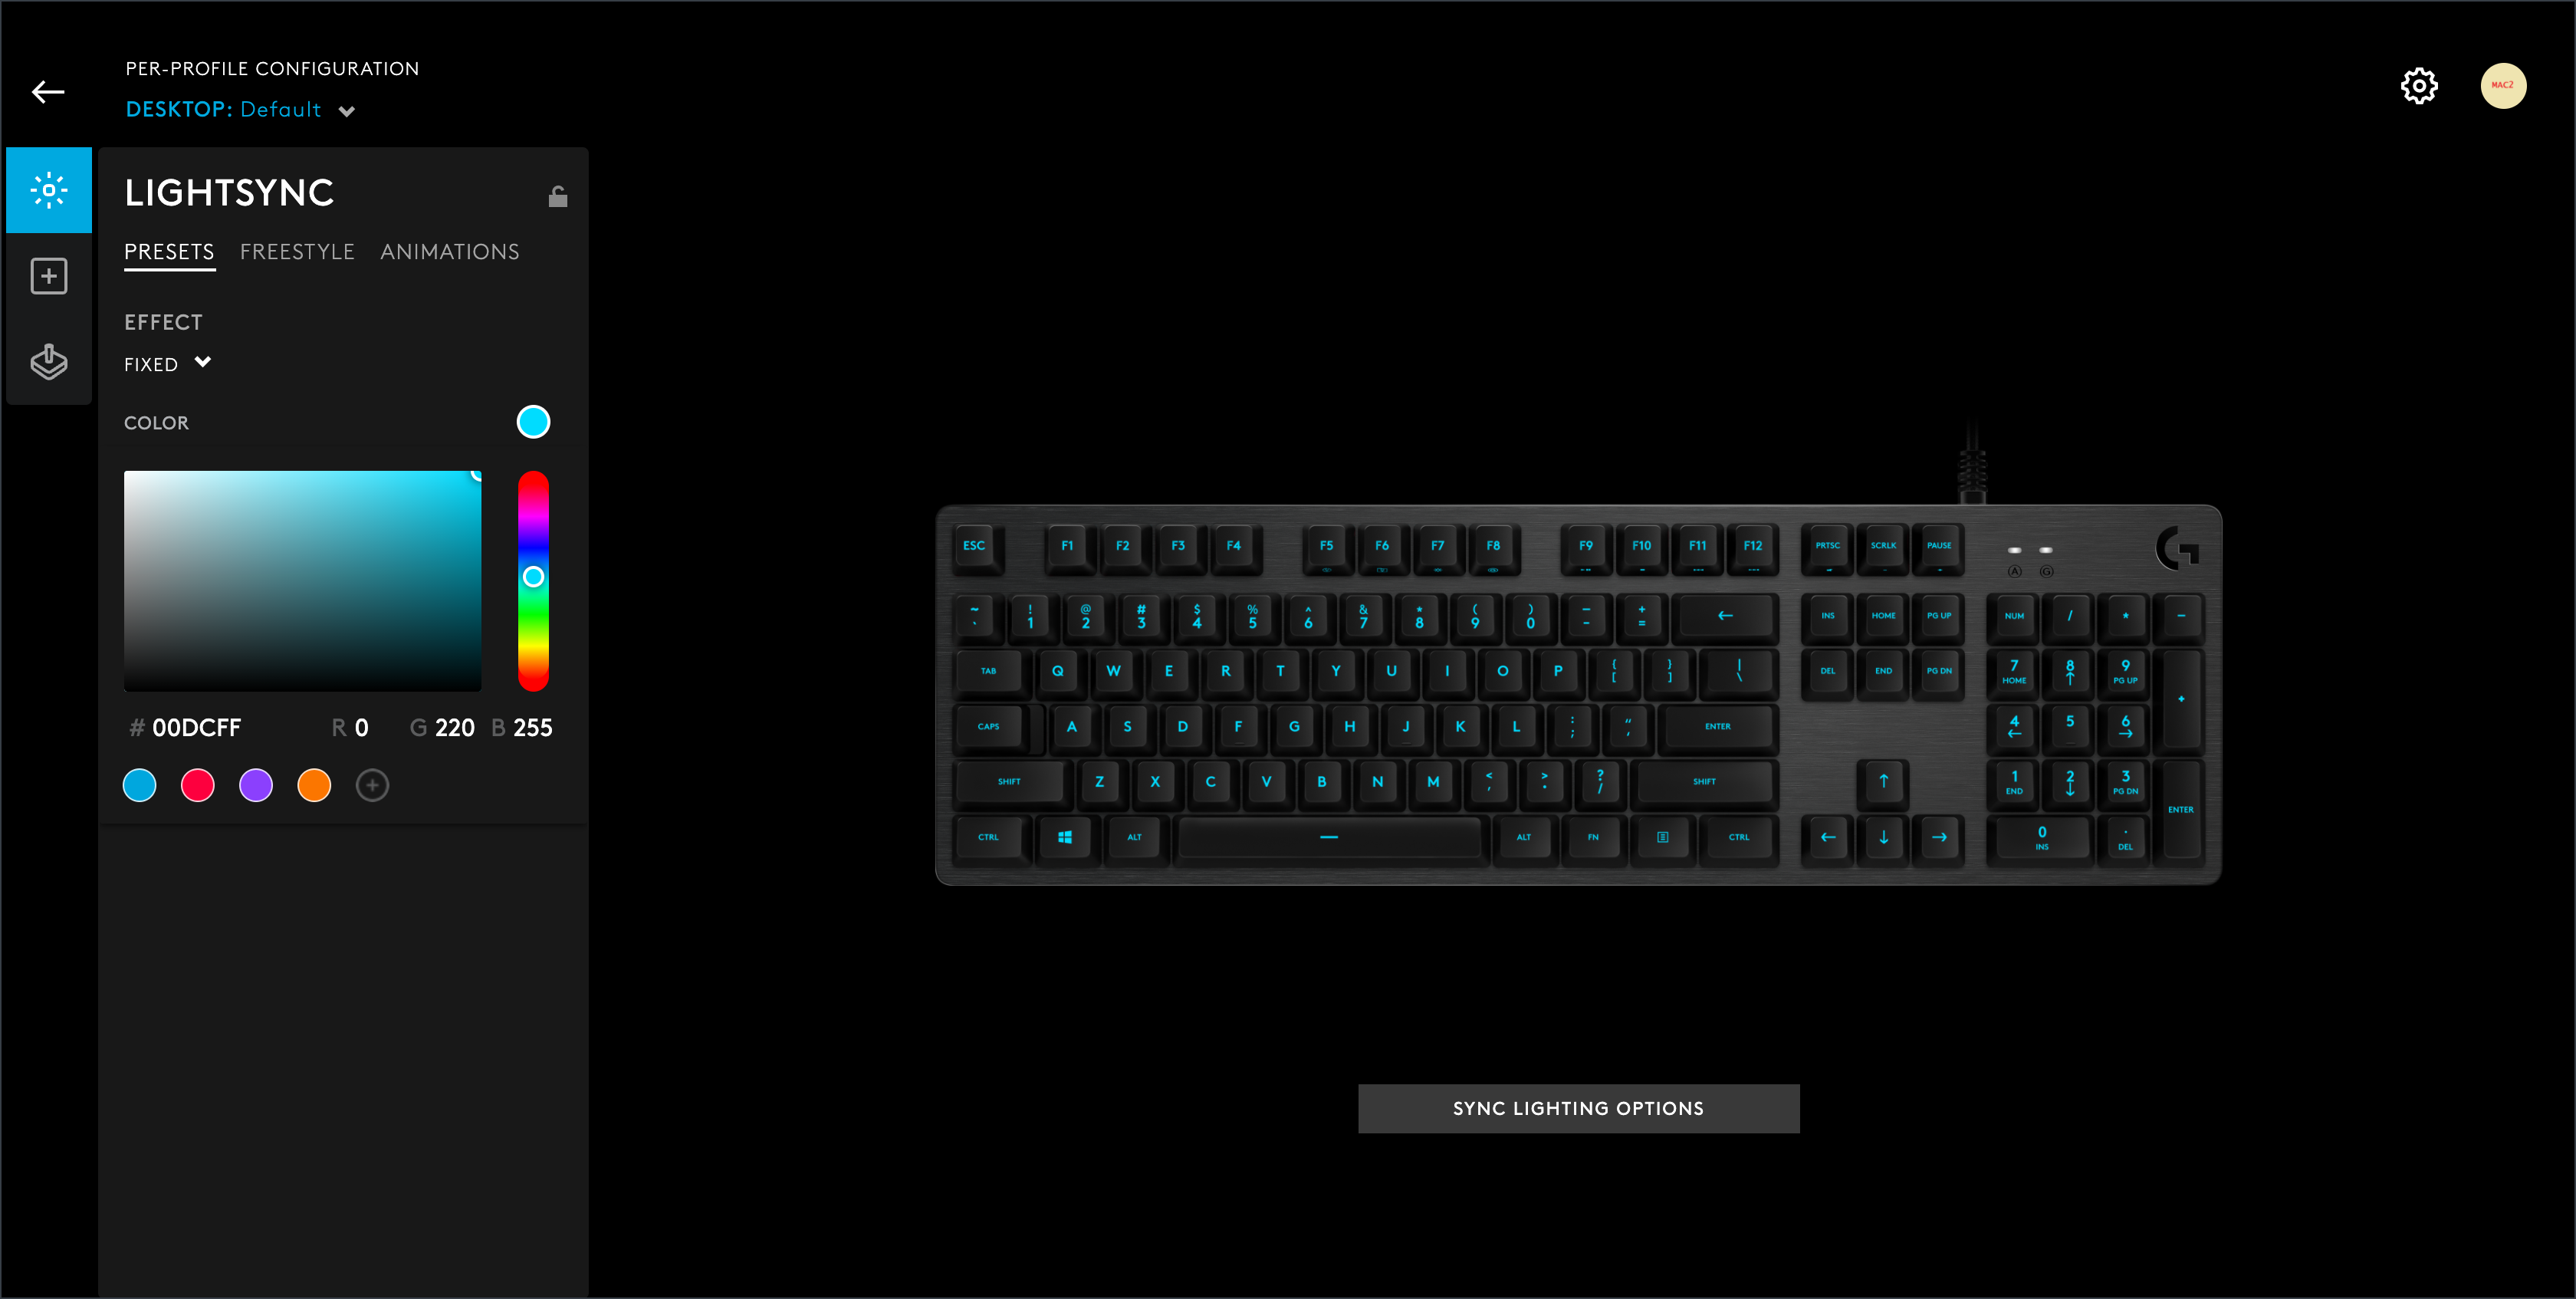 PER-PROFILE CONFIGURATION
DESKTOP: Default
MAC2
LIGHTSYNC
PRESETS FREESTYLE ANIMATIONS
EFFECT
FIXED
COLOR
# 00DCFF R 0 G 220 B 255
ESC F1 F2 F3 F4 F5 F6 F7 F8 F9 F10 F11 F12 PRTSC SCRLK PAUSE
A G
~ ! @ # $ % ^ & * ( ) — +
` 1 2 3 4 5 6 7 8 9 0 - = ← INS HOME PG UP NUM / * −
TAB Q W E R T Y U I O P { } | DEL END PG DN 7 8 9
[ ] \ HOME ↑ PG UP
+
CAPS A S D F G H J K L : “ ENTER 4 5 6
; ‘ ← →
SHIFT Z X C V B N M < > ? SHIFT ↑ 1 2 3
, . / END ↓ PG DN
ENTER
CTRL ALT — ALT FN CTRL ← ↓ → 0 .
INS DEL
SYNC LIGHTING OPTIONS